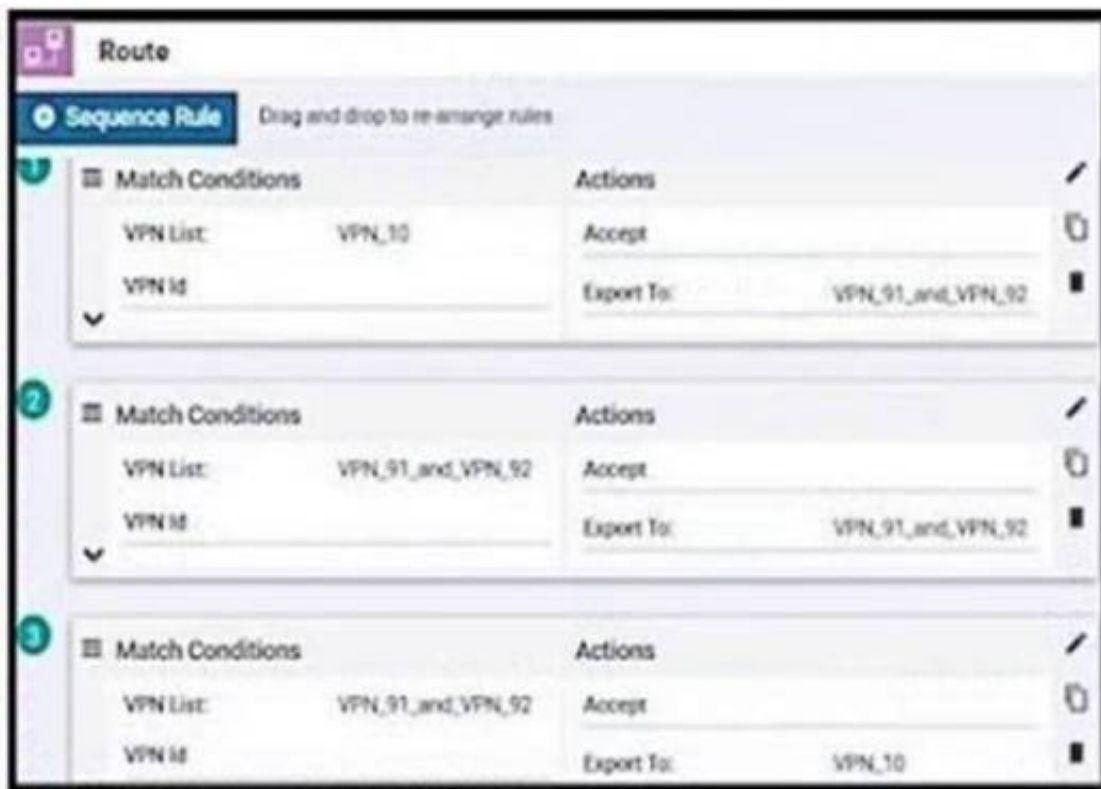 Route
Sequence Rule Drag and drop to re-arrange rules
1 Match Conditions Actions
VPN List: VPN_10 Accept
VPN Id
Export To: VPN_91_and_VPN_92
2 Match Conditions Actions
VPN List: VPN_91_and_VPN_92 Accept
VPN Id
Export To: VPN_91_and_VPN_92
3 Match Conditions Actions
VPN List: VPN_91_and_VPN_92 Accept
VPN Id
Export To: VPN_10